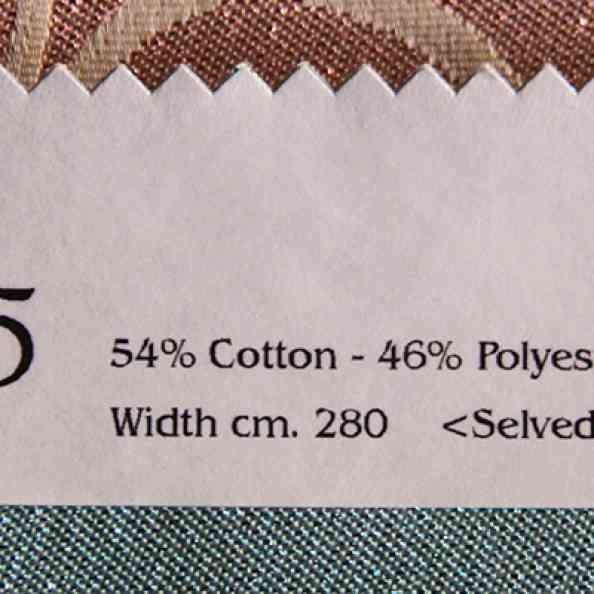 5
54% Cotton - 46% Polyes
Width cm. 280 <Selved